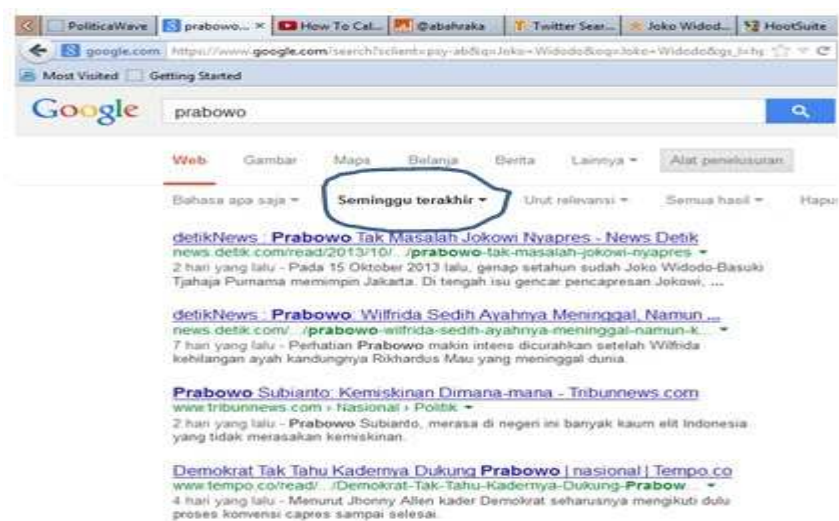 PoliticaWave prabowo... × How To Cal... @abahraka Twitter Sear... Joko Widod... HootSuite
google.com https://www.google.com/search?client=psy-ab&q=Joko+Widodo&oq=Joko+Widodo&gs_l=hp
Most Visited Getting Started
Google prabowo
Web Gambar Maps Belanja Berita Lainnya Alat penelusuran
Bahasa apa saja Seminggu terakhir Urut relevansi Semua hasil Hapu
detikNews : Prabowo Tak Masalah Jokowi Nyapres - News Detik
news.detik.com/read/2013/10/.../prabowo-tak-masalah-jokowi-nyapres
2 hari yang lalu - Pada 15 Oktober 2013 lalu, genap setahun sudah Joko Widodo-Basuki
Tjahaja Purnama memimpin Jakarta. Di tengah isu gencar pencapresan Jokowi, ...
detikNews : Prabowo: Wilfrida Sedih Ayahnya Meninggal, Namun ...
news.detik.com/.../prabowo-wilfrida-sedih-ayahnya-meninggal-namun-k...
7 hari yang lalu - Perhatian Prabowo makin intens dicurahkan setelah Wilfrida
kehilangan ayah kandungnya Rikhardus Mau yang meninggal dunia.
Prabowo Subianto: Kemiskinan Dimana-mana - Tribunnews.com
www.tribunnews.com › Nasional › Politik
2 hari yang lalu - Prabowo Subianto, merasa di negeri ini banyak kaum elit Indonesia
yang tidak merasakan kemiskinan.
Demokrat Tak Tahu Kadernya Dukung Prabowo | nasional | Tempo.co
www.tempo.co/read/.../Demokrat-Tak-Tahu-Kadernya-Dukung-Prabow...
4 hari yang lalu - Menurut Jhonny Allen kader Demokrat seharusnya mengikuti dulu
proses konvensi capres sampai selesai.